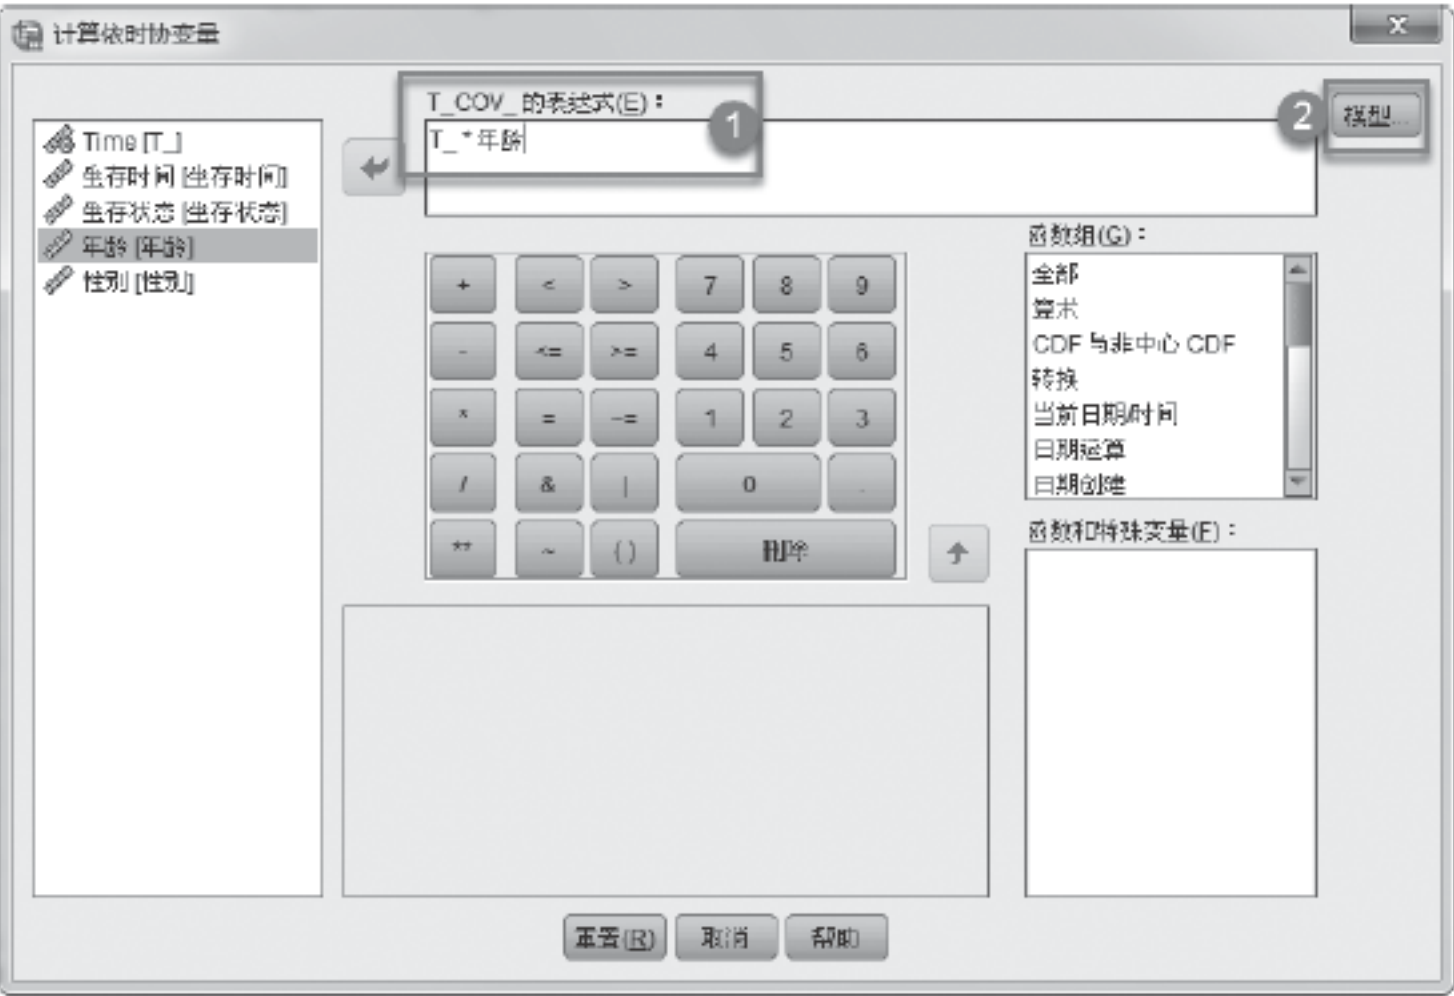 计算依时协变量
x
T_COV_的表达式(E)：
1
2
模型...
T_*年龄
Time [T_]
生存时间 [生存时间]
生存状态 [生存状态]
年龄 [年龄]
性别 [性别]
+ < > 7 8 9
- <= >= 4 5 6
* = ~= 1 2 3
/ & | 0 .
** ~ () 删除
函数组(G)：
全部
算术
CDF 与非中心 CDF
转换
当前日期/时间
日期运算
日期创建
函数和特殊变量(F)：
重置(R) 取消 帮助